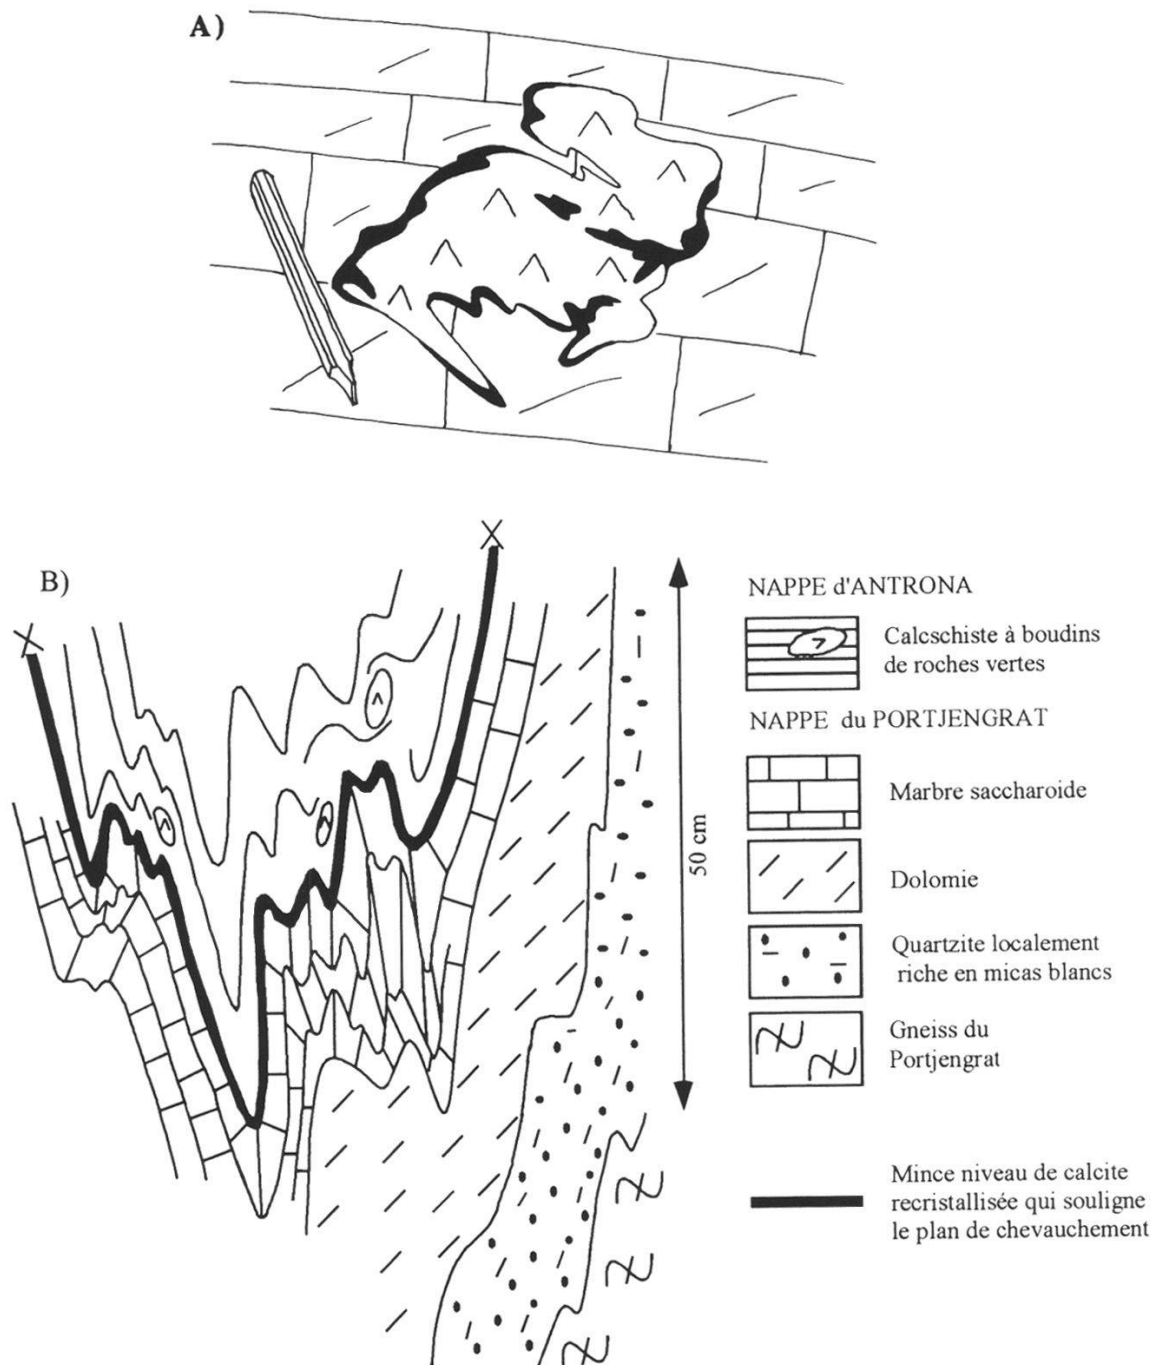 A)
B)
NAPPE d'ANTRONA
Calcschiste à boudins
de roches vertes
NAPPE du PORTJENGRAT
Marbre saccharoide
Dolomie
Quartzite localement
riche en micas blancs
Gneiss du
Portjengrat
50 cm
Mince niveau de calcite
recristallisée qui souligne
le plan de chevauchement